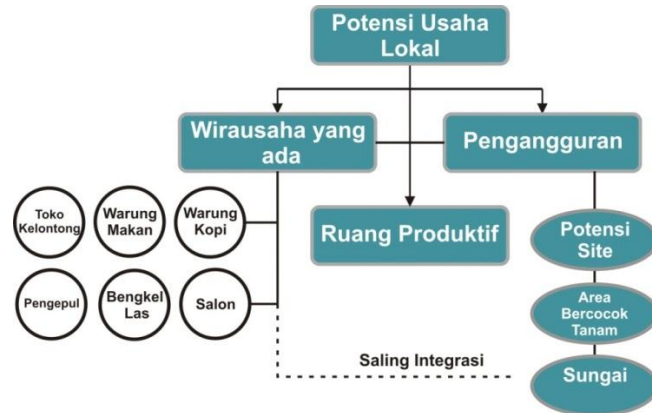 Potensi Usaha
Lokal
Wirausaha yang
ada
Pengangguran
Toko
Kelontong
Warung
Makan
Warung
Kopi
Ruang Produktif
Potensi
Site
Pengepul
Bengkel
Las
Salon
Area
Bercocok
Tanam
Saling Integrasi
Sungai